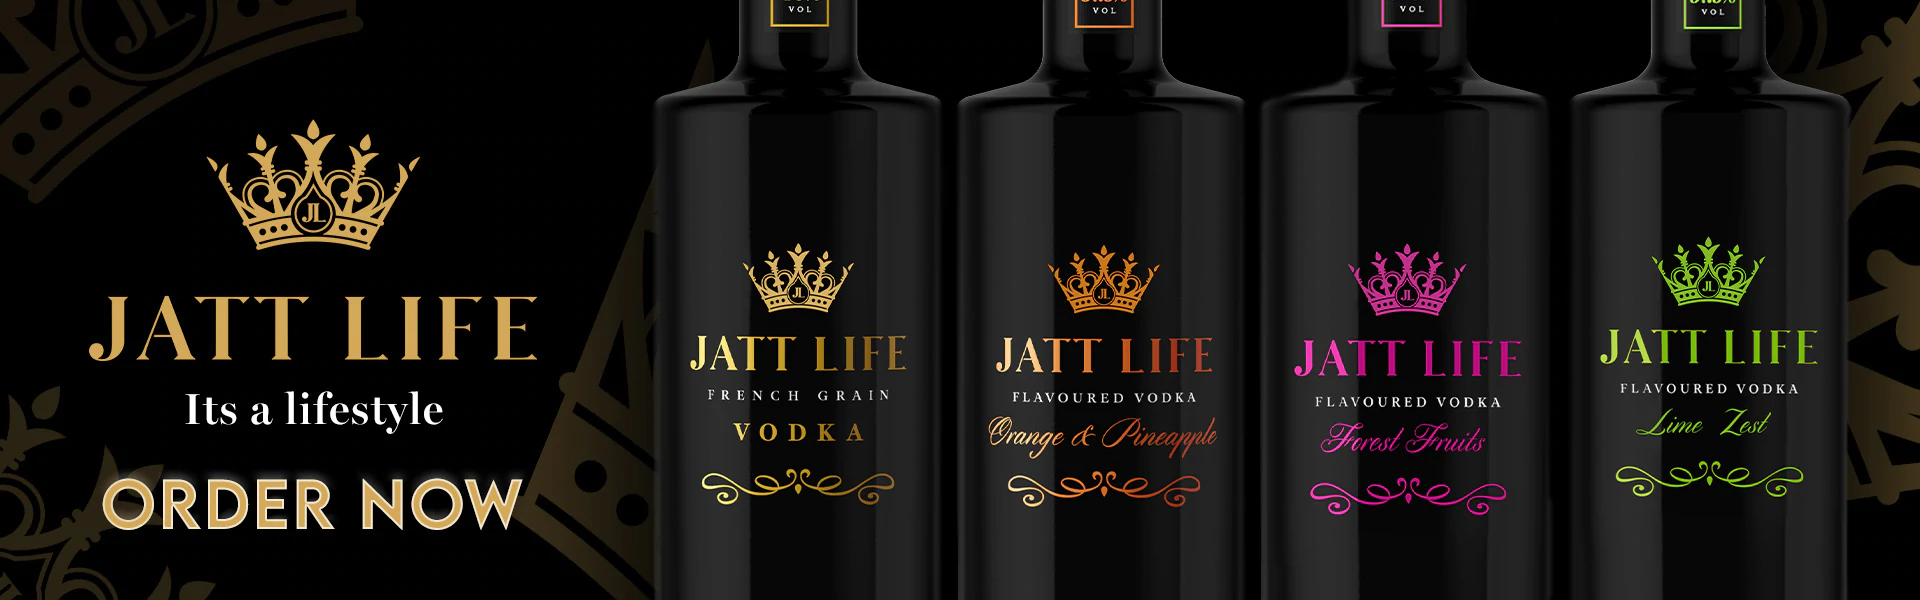 JL
JATT LIFE
Its a lifestyle
ORDER NOW
VOL
JL
JATT LIFE
FRENCH GRAIN
VODKA
VOL
JL
JATT LIFE
FLAVOURED VODKA
Orange & Pineapple
VOL
JL
JATT LIFE
FLAVOURED VODKA
Forest Fruits
VOL
JL
JATT LIFE
FLAVOURED VODKA
Lime Zest